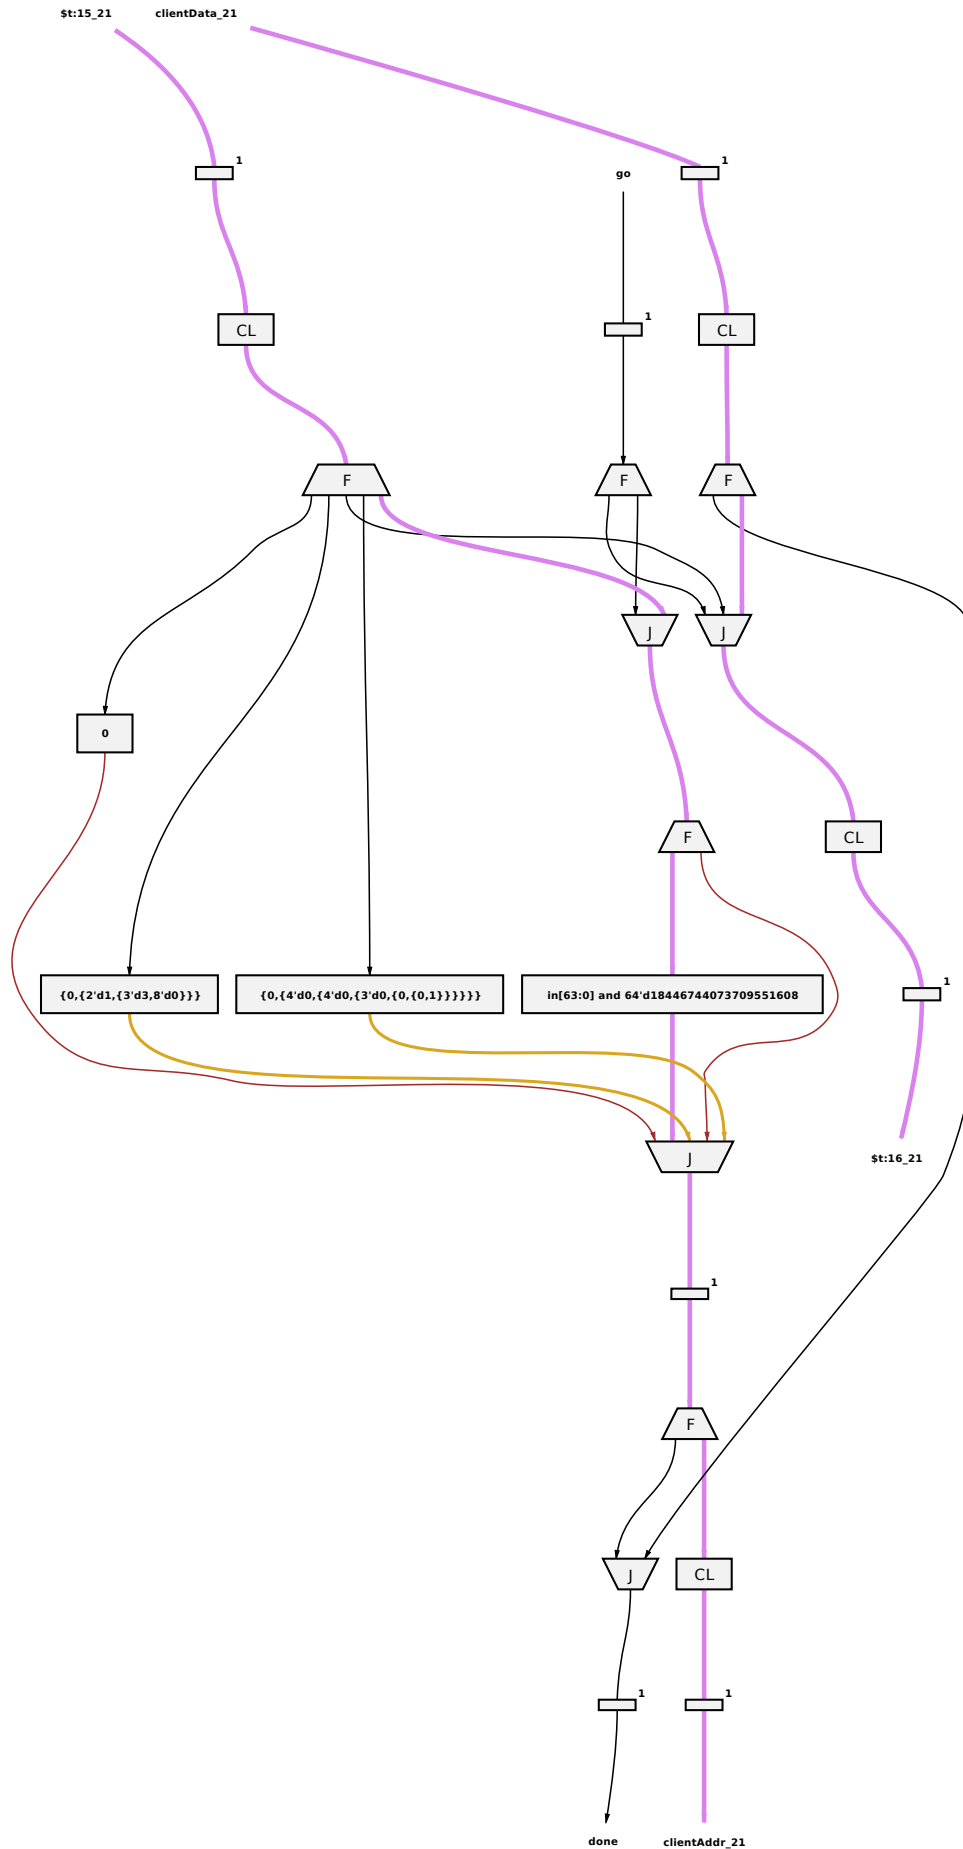 $t:15_21 clientData_21
1 1
go
1
CL CL
F F F
J J
0
F CL
{0,{2'd1,{3'd3,8'd0}}} {0,{4'd0,{4'd0,{3'd0,{0,{0,1}}}}}} in[63:0] and 64'd18446744073709551608 1
J $t:16_21
1
F
J CL
1 1
done clientAddr_21